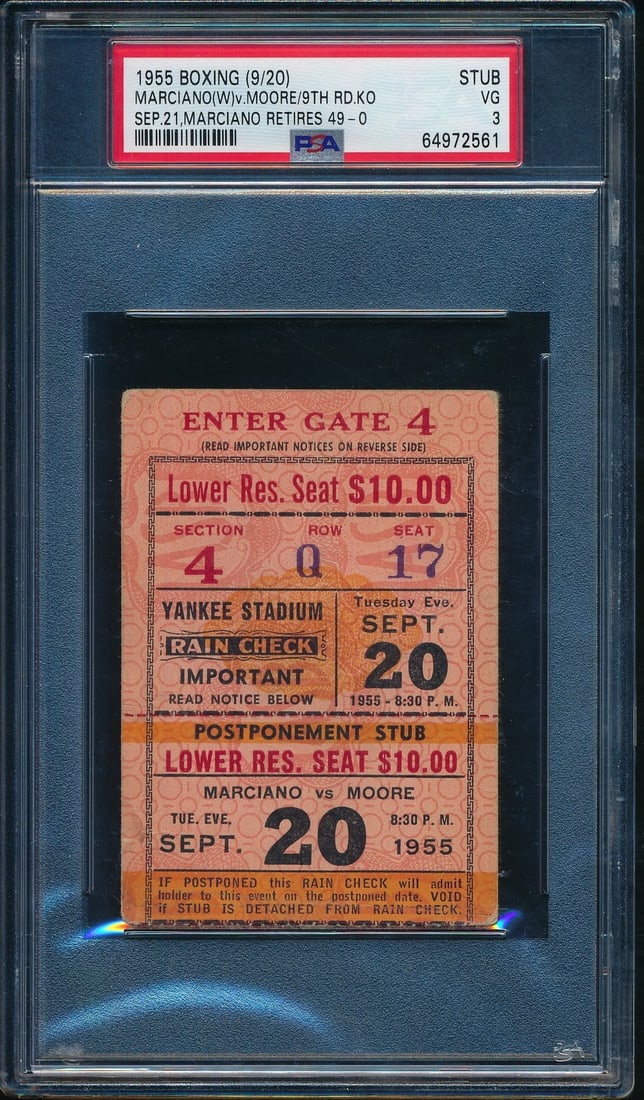 1955 BOXING (9/20) STUB
MARCIANO(W)v.MOORE/9TH RD.KO VG
SEP.21,MARCIANO RETIRES 49-0 3
PSA 64972561
ENTER GATE 4
(READ IMPORTANT NOTICES ON REVERSE SIDE)
Lower Res. Seat $10.00
SECTION ROW SEAT
4 Q 17
YANKEE STADIUM
RAIN CHECK
IMPORTANT
READ NOTICE BELOW
Tuesday Eve.
SEPT.
20
1955 - 8:30 P. M.
POSTPONEMENT STUB
LOWER RES. SEAT $10.00
MARCIANO vs MOORE
TUE. EVE. 8:30 P. M.
SEPT. 20 1955
IF POSTPONED this RAIN CHECK will admit
holder to this event on the postponed date. VOID
if STUB IS DETACHED FROM RAIN CHECK.
PSA